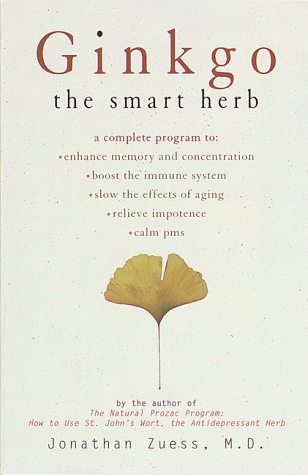 Ginkgo
the smart herb
a complete program to:
•enhance memory and concentration
•boost the immune system
•slow the effects of aging
•relieve impotence
•calm pms
by the author of
The Natural Prozac Program:
How to Use St. John's Wort, the Antidepressant Herb
Jonathan Zuess, M.D.